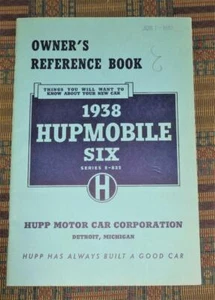 OWNER'S
REFERENCE BOOK
THINGS YOU WILL WANT TO
KNOW ABOUT YOUR NEW CAR
1938
HUPMOBILE
SIX
SERIES E-822
H
HUPP MOTOR CAR CORPORATION
DETROIT, MICHIGAN
HUPP HAS ALWAYS BUILT A GOOD CAR